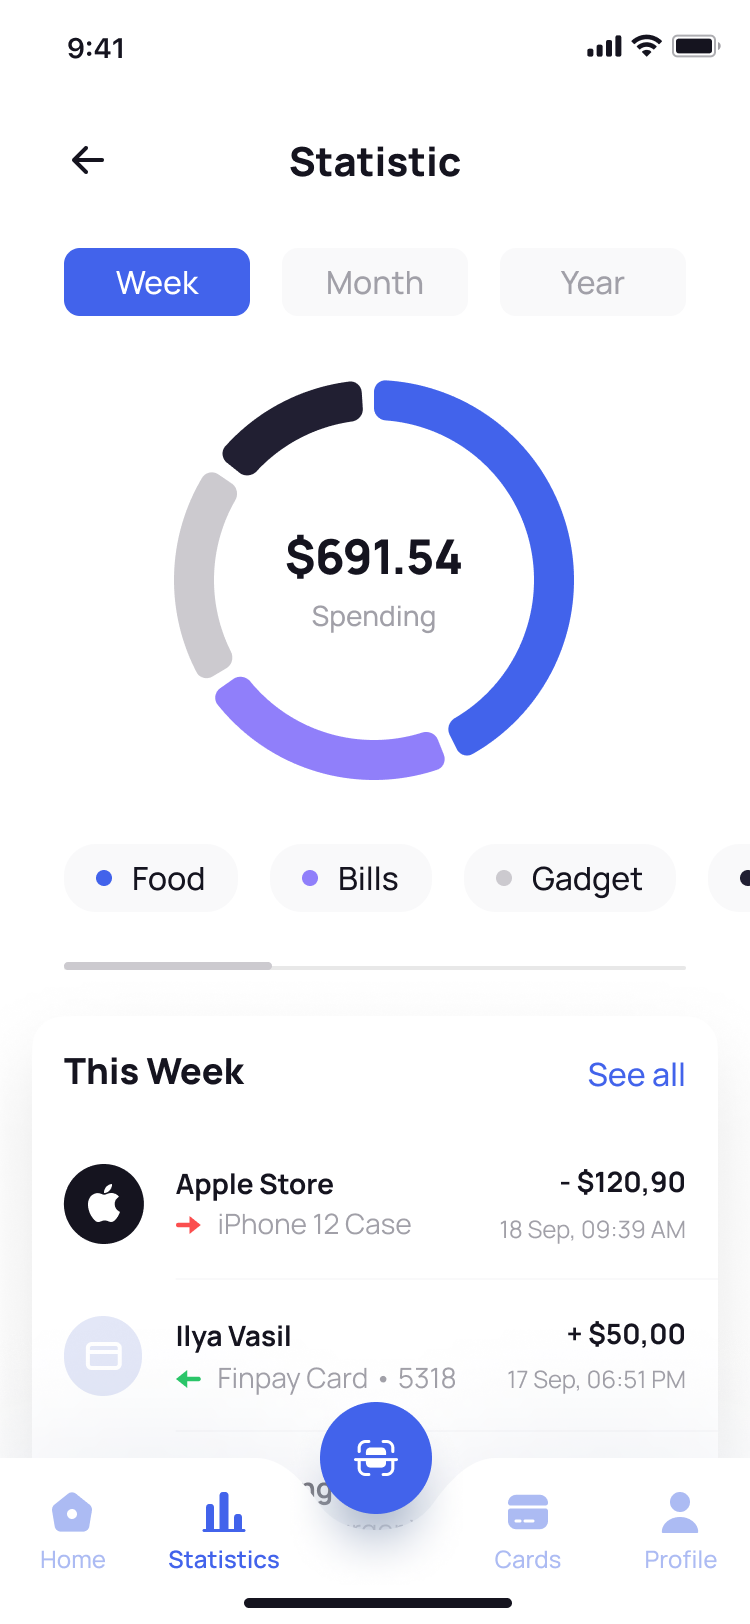 9:41
Statistic
Week Month Year
$691.54
Spending
Food Bills Gadget
This Week See all
Apple Store - $120,90
iPhone 12 Case 18 Sep, 09:39 AM
Ilya Vasil + $50,00
Finpay Card • 5318 17 Sep, 06:51 PM
Home Statistics Cards Profile